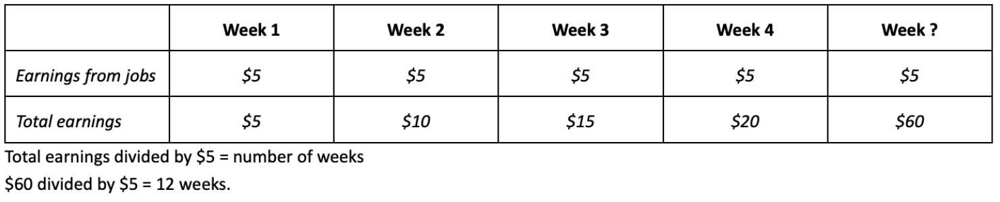 Week 1 Week 2 Week 3 Week 4 Week ?
Earnings from jobs $5 $5 $5 $5 $5
Total earnings $5 $10 $15 $20 $60
Total earnings divided by $5 = number of weeks
$60 divided by $5 = 12 weeks.